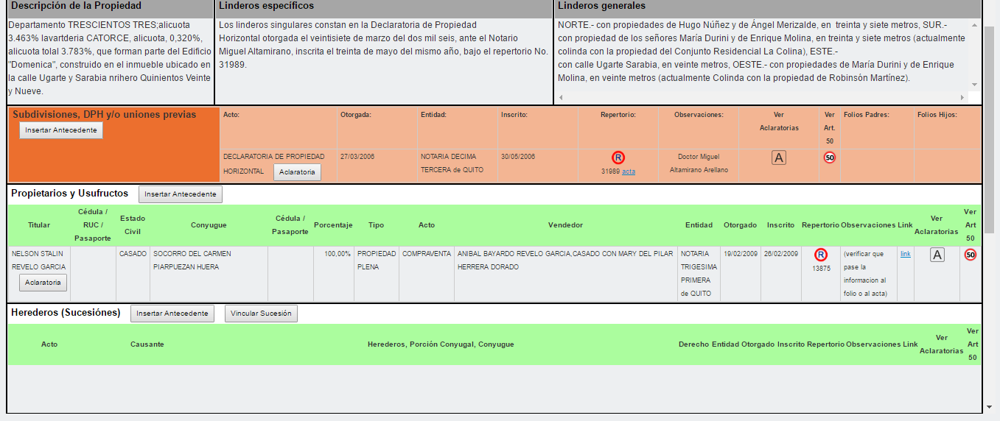 Descripción de la Propiedad
Departamento TRESCIENTOS TRES;alicuota
3.463% lavartderia CATORCE, alicuota, 0,320%,
alicuota tolal 3.783%, que forman parte del Edificio
"Domenica", construido en el inmueble ubicado en
la calle Ugarte y Sarabia nrihero Quinientos Veinte
y Nueve.
Linderos específicos
Los linderos singulares constan en la Declaratoria de Propiedad
Horizontal otorgada el veintisiete de marzo del dos mil seis, ante el Notario
Miguel Altamirano, inscrita el treinta de mayo del mismo año, bajo el repertorio No.
31989.
Linderos generales
NORTE.- con propiedades de Hugo Núñez y de Ángel Merizalde, en treinta y siete metros, SUR.-
con propiedad de los señores María Durini y de Enrique Molina, en treinta y siete metros (actualmente
colinda con la propiedad del Conjunto Residencial La Colina), ESTE.-
con calle Ugarte Sarabia, en veinte metros, OESTE.- con propiedades de María Durini y de Enrique
Molina, en veinte metros (actualmente Colinda con la propiedad de Robinsón Martínez).
Subdivisiones, DPH y/o uniones previas
Insertar Antecedente
Acto:
Otorgada:
Entidad:
Inscrito:
Repertorio:
Observaciones:
Ver
Aclaratorias
Ver
Art.
50
Folios Padres:
Folios Hijos:
DECLARATORIA DE PROPIEDAD
HORIZONTAL
Aclaratoria
27/03/2006
NOTARIA DECIMA
TERCERA de QUITO
30/05/2006
R
31989 acta
Doctor Miguel
Altamirano Arellano
A
50
Propietarios y Usufructos
Insertar Antecedente
Titular
Cédula /
RUC /
Pasaporte
Estado
Civil
Conyugue
Cédula /
Pasaporte
Porcentaje
Tipo
Acto
Vendedor
Entidad
Otorgado
Inscrito
Repertorio
Observaciones
Link
Ver
Aclaratorias
Ver
Art
50
NELSON STALIN
REVELO GARCIA
Aclaratoria
CASADO
SOCORRO DEL CARMEN
PIARPUEZAN HUERA
100,00%
PROPIEDAD
PLENA
COMPRAVENTA
ANIBAL BAYARDO REVELO GARCIA,CASADO CON MARY DEL PILAR
HERRERA DORADO
NOTARIA
TRIGESIMA
PRIMERA
de QUITO
19/02/2009
26/02/2009
R
13875
(verificar que
pase la
informacion al
folio o al acta)
link
A
50
Herederos (Sucesiónes)
Insertar Antecedente
Vincular Sucesión
Acto
Causante
Herederos, Porción Conyugal, Conyugue
Derecho
Entidad
Otorgado
Inscrito
Repertorio
Observaciones
Link
Ver
Aclaratorias
Ver
Art
50